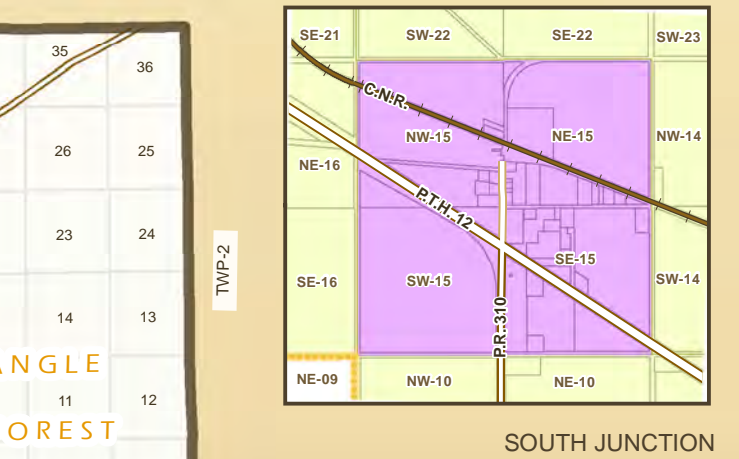 35
36
26
25
23
24
14
13
ANGLE
11
12
OREST
TWP-2
SE-21
SW-22
SE-22
SW-23
C.N.R.
NW-15
NE-15
NW-14
NE-16
P.T.H. 12
SE-15
SE-16
SW-15
SW-14
P.R. 310
NE-09
NW-10
NE-10
SOUTH JUNCTION